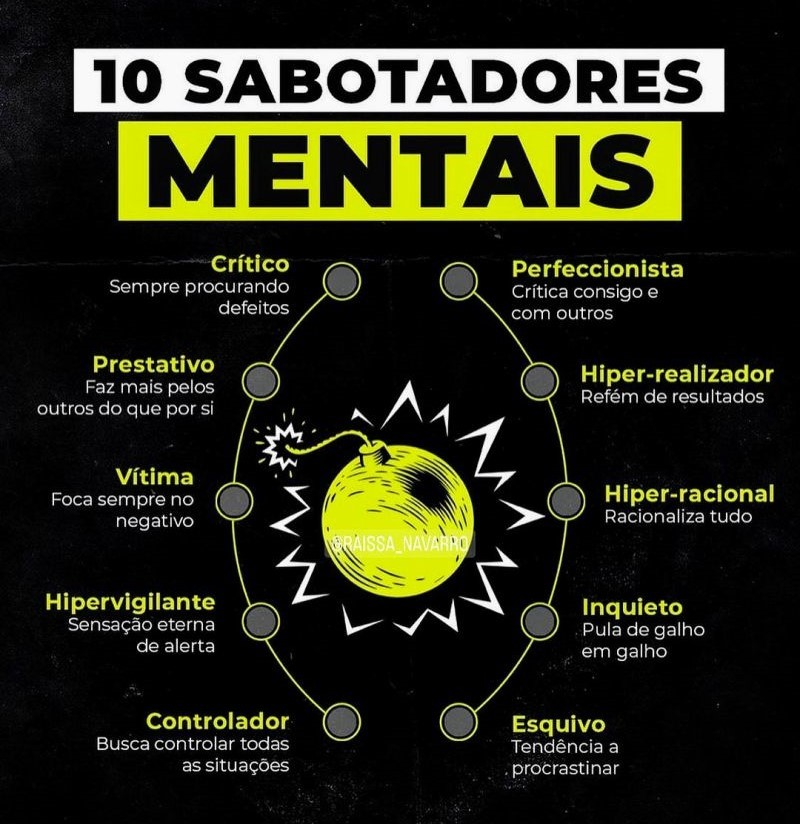 10 SABOTADORES
MENTAIS
Crítico
Sempre procurando
defeitos
Prestativo
Faz mais pelos
outros do que por si
Vítima
Foca sempre no
negativo
Hipervigilante
Sensação eterna
de alerta
Controlador
Busca controlar todas
as situações
Perfeccionista
Crítica consigo e
com outros
Hiper-realizador
Refém de resultados
Hiper-racional
Racionaliza tudo
Inquieto
Pula de galho
em galho
Esquivo
Tendência a
procrastinar
@RAISSA_NAVARRO